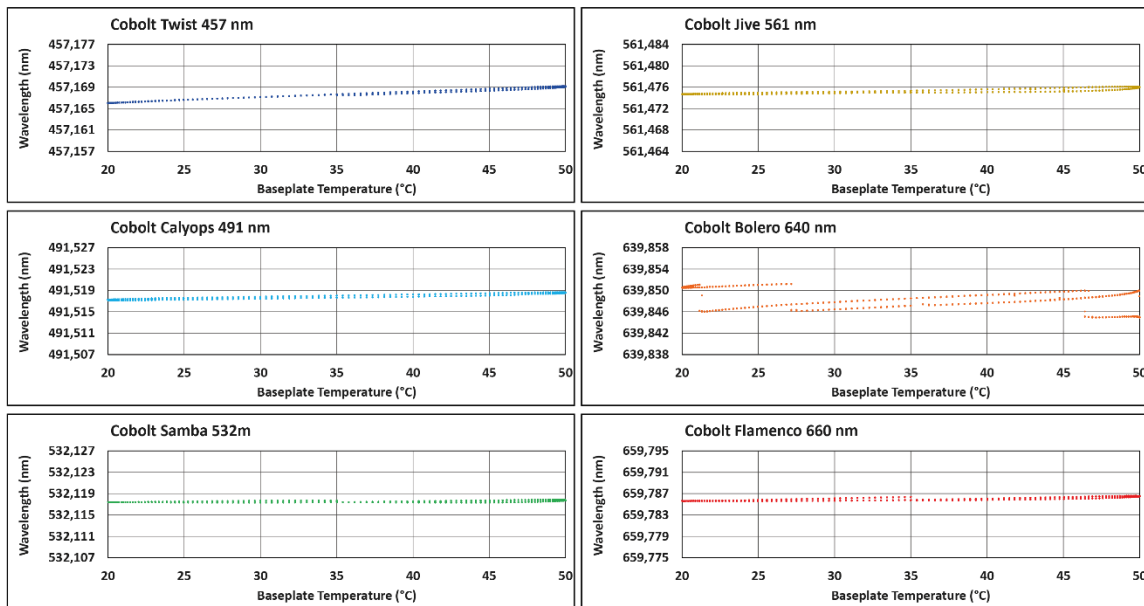 Cobolt Twist 457 nm
Wavelength (nm)
457,177
457,173
457,169
457,165
457,161
457,157
20 25 30 35 40 45 50
Baseplate Temperature (°C)
Cobolt Jive 561 nm
Wavelength (nm)
561,484
561,480
561,476
561,472
561,468
561,464
20 25 30 35 40 45 50
Baseplate Temperature (°C)
Cobolt Calyops 491 nm
Wavelength (nm)
491,527
491,523
491,519
491,515
491,511
491,507
20 25 30 35 40 45 50
Baseplate Temperature (°C)
Cobolt Bolero 640 nm
Wavelength (nm)
639,858
639,854
639,850
639,846
639,842
639,838
20 25 30 35 40 45 50
Baseplate Temperature (°C)
Cobolt Samba 532m
Wavelength (nm)
532,127
532,123
532,119
532,115
532,111
532,107
20 25 30 35 40 45 50
Baseplate Temperature (°C)
Cobolt Flamenco 660 nm
Wavelength (nm)
659,795
659,791
659,787
659,783
659,779
659,775
20 25 30 35 40 45 50
Baseplate Temperature (°C)